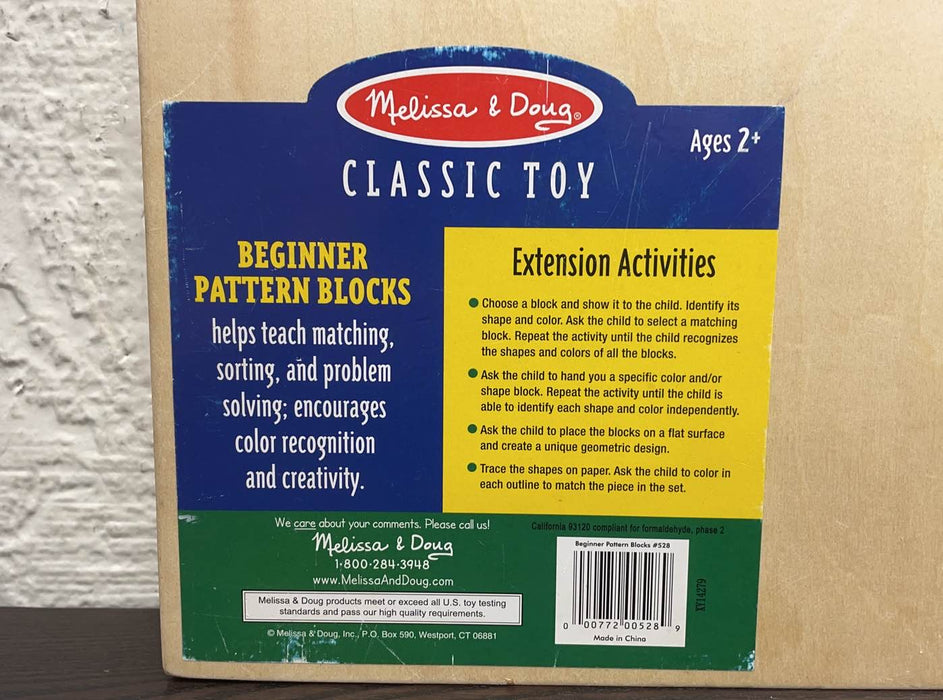 Melissa & Doug®
CLASSIC TOY
Ages 2+
BEGINNER
PATTERN BLOCKS
helps teach matching,
sorting, and problem
solving; encourages
color recognition
and creativity.
Extension Activities
● Choose a block and show it to the child. Identify its
shape and color. Ask the child to select a matching
block. Repeat the activity until the child recognizes
the shapes and colors of all the blocks.
● Ask the child to hand you a specific color and/or
shape block. Repeat the activity until the child is
able to identify each shape and color independently.
● Ask the child to place the blocks on a flat surface
and create a unique geometric design.
● Trace the shapes on paper. Ask the child to color in
each outline to match the piece in the set.
We care about your comments. Please call us!
Melissa & Doug
1-800-284-3948
www.MelissaAndDoug.com
Melissa & Doug products meet or exceed all U.S. toy testing
standards and pass our high quality requirements.
© Melissa & Doug, Inc., P.O. Box 590, Westport, CT 06881
California 93120 compliant for formaldehyde, phase 2
Beginner Pattern Blocks #528
0 00772 00528 9
Made in China
XY14279